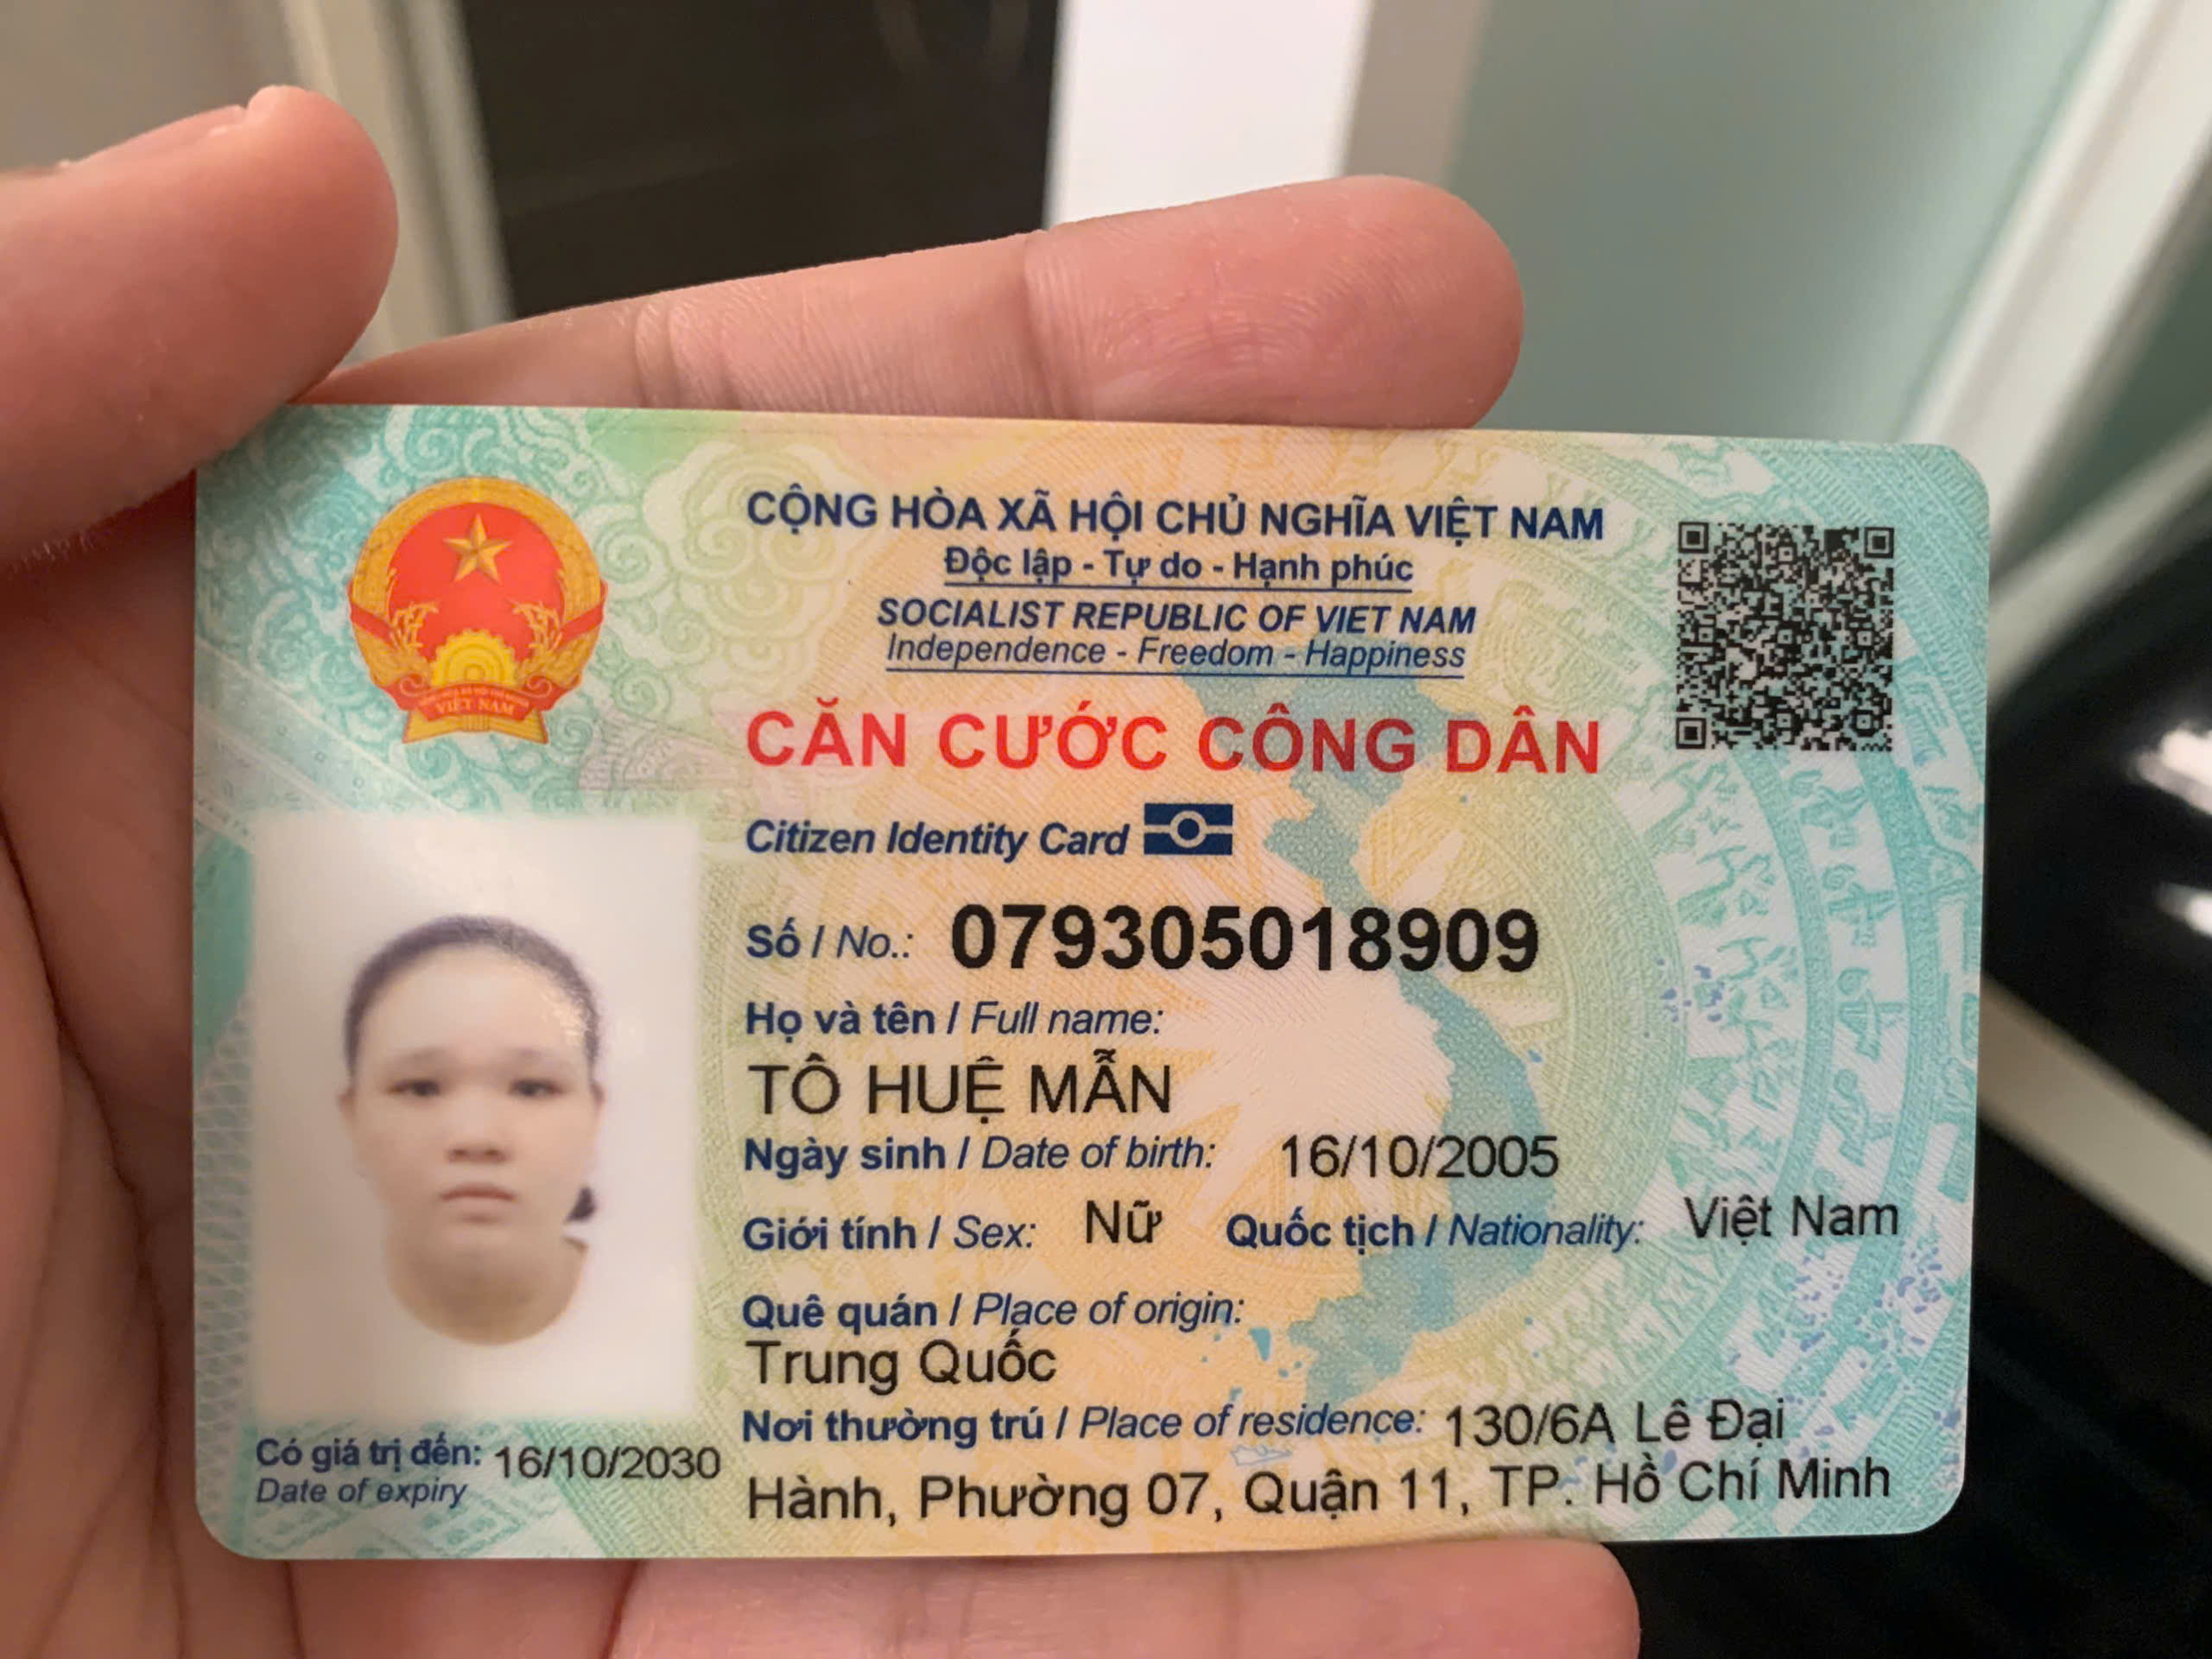 CỘNG HÒA XÃ HỘI CHỦ NGHĨA VIỆT NAM
Độc lập - Tự do - Hạnh phúc
SOCIALIST REPUBLIC OF VIET NAM
Independence - Freedom - Happiness
VIỆT NAM
CĂN CƯỚC CÔNG DÂN
Citizen Identity Card
Số / No.: 079305018909
Họ và tên / Full name:
TÔ HUỆ MẪN
Ngày sinh / Date of birth: 16/10/2005
Giới tính / Sex: Nữ Quốc tịch / Nationality: Việt Nam
Quê quán / Place of origin:
Trung Quốc
Nơi thường trú / Place of residence: 130/6A Lê Đại
Hành, Phường 07, Quận 11, TP. Hồ Chí Minh
Có giá trị đến: 16/10/2030
Date of expiry